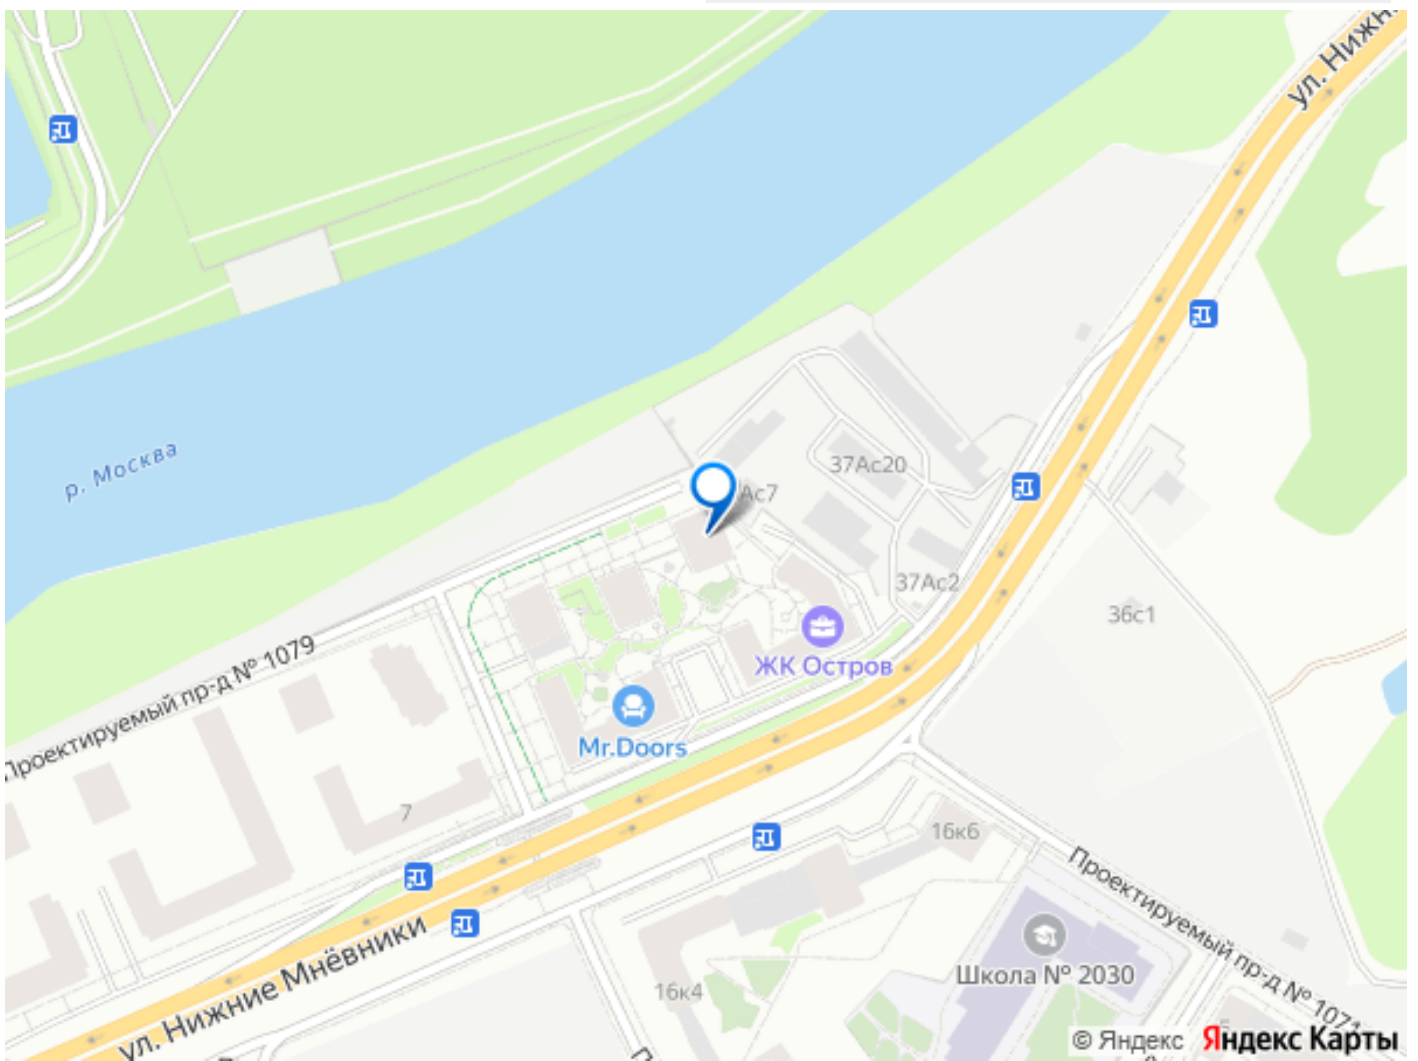 ул. Нижн
р. Москва
37Ас20
Ас7
37Ас2
36с1
ЖК Остров
Проектируемый пр-д № 1079
Mr.Doors
7
16к6
Проектируемый пр-д № 1071
ул. Нижние Мнёвники
Школа № 2030
16к4
© Яндекс Яндекс Карты